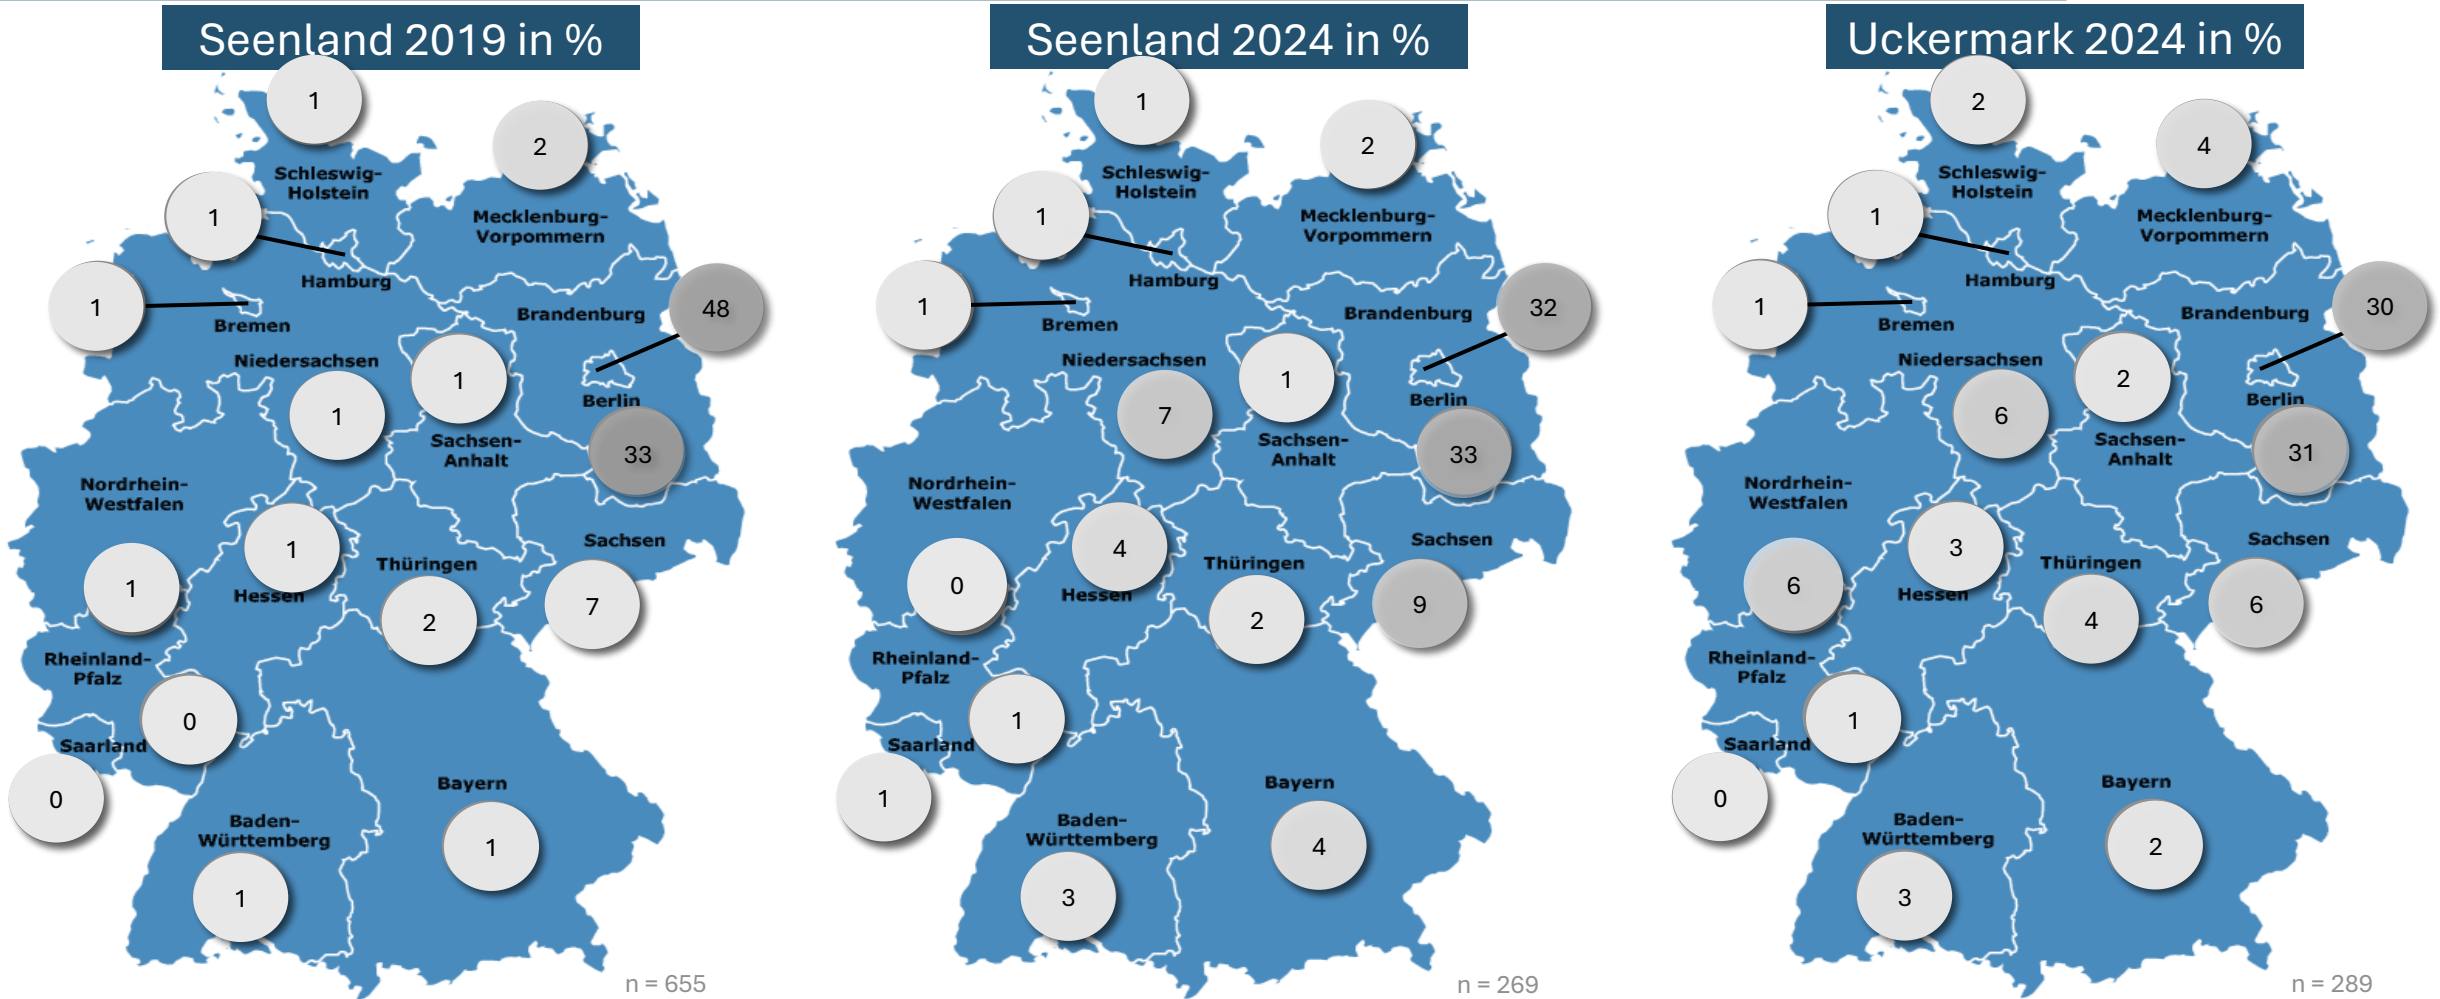 Seenland 2019 in %
1
2
Schleswig-
Holstein
1
Mecklenburg-
Vorpommern
Hamburg
1
Bremen
Brandenburg
48
Niedersachsen
1
1
Berlin
Sachsen-
Anhalt
33
Nordrhein-
Westfalen
1
Sachsen
Thüringen
1
Hessen
2
7
Rheinland-
Pfalz
0
Saarland
0
Bayern
Baden-
Württemberg
1
1
n = 655
Seenland 2024 in %
1
2
Schleswig-
Holstein
1
Mecklenburg-
Vorpommern
Hamburg
1
Bremen
Brandenburg
32
Niedersachsen
1
7
Berlin
Sachsen-
Anhalt
33
Nordrhein-
Westfalen
4
Sachsen
Thüringen
0
Hessen
2
9
Rheinland-
Pfalz
1
Saarland
1
Bayern
Baden-
Württemberg
4
3
n = 269
Uckermark 2024 in %
2
4
Schleswig-
Holstein
1
Mecklenburg-
Vorpommern
Hamburg
1
Bremen
Brandenburg
30
Niedersachsen
2
6
Berlin
Sachsen-
Anhalt
31
Nordrhein-
Westfalen
3
Sachsen
Thüringen
6
Hessen
4
6
Rheinland-
Pfalz
1
Saarland
0
Bayern
Baden-
Württemberg
2
3
n = 289